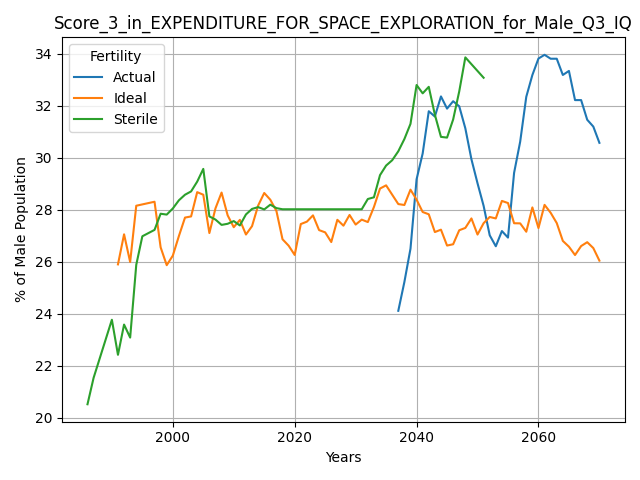 Score_3_in_EXPENDITURE_FOR_SPACE_EXPLORATION_for_Male_Q3_IQ
Fertility
Actual
Ideal
Sterile
% of Male Population
34
32
30
28
26
24
22
20
2000
2020
2040
2060
Years